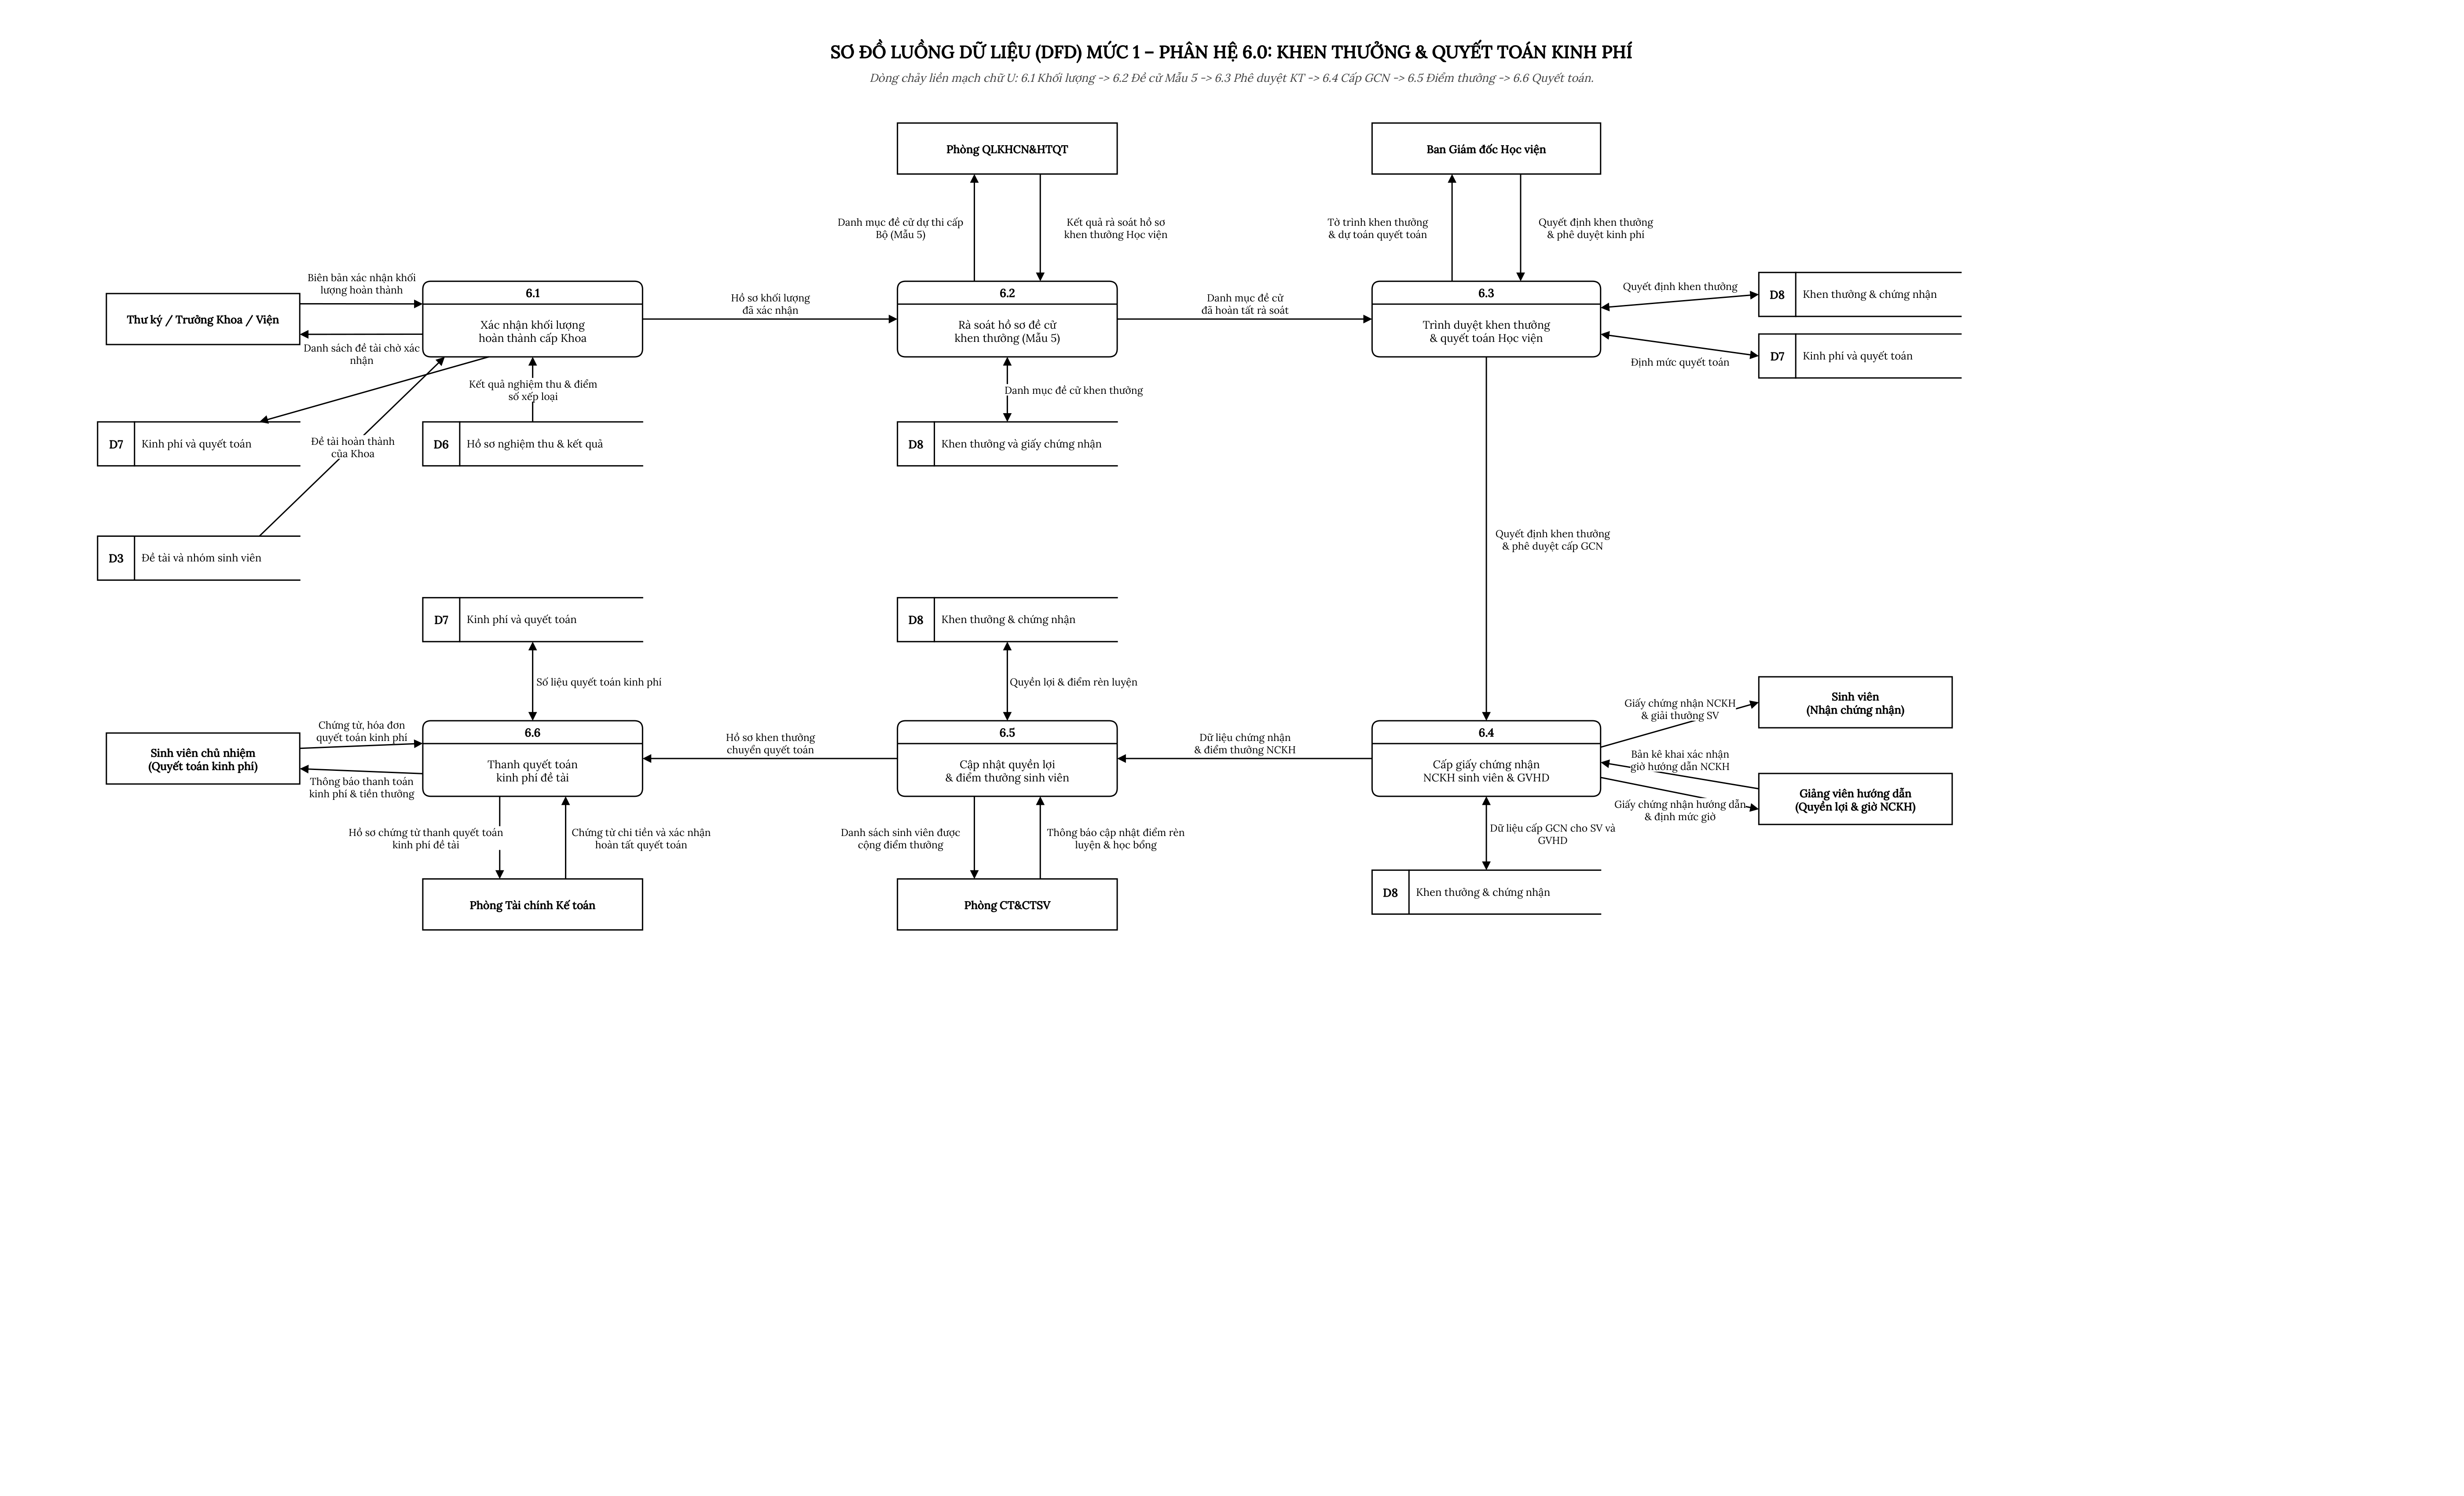 SƠ ĐỒ LUỒNG DỮ LIỆU (DFD) MỨC 1 – PHÂN HỆ 6.0: KHEN THƯỞNG & QUYẾT TOÁN KINH PHÍ
Dòng chảy liền mạch chữ U: 6.1 Khối lượng -> 6.2 Đề cử Mẫu 5 -> 6.3 Phê duyệt KT -> 6.4 Cấp GCN -> 6.5 Điểm thưởng -> 6.6 Quyết toán.
Phòng QLKHCN&HTQT
Ban Giám đốc Học viện
Danh mục đề cử dự thi cấp
Bộ (Mẫu 5)
Kết quả rà soát hồ sơ
khen thưởng Học viện
Tờ trình khen thưởng
& dự toán quyết toán
Quyết định khen thưởng
& phê duyệt kinh phí
Thư ký / Trưởng Khoa / Viện
Biên bản xác nhận khối
lượng hoàn thành
Danh sách đề tài chờ xác
nhận
6.1
Xác nhận khối lượng
hoàn thành cấp Khoa
Hồ sơ khối lượng
đã xác nhận
6.2
Rà soát hồ sơ đề cử
khen thưởng (Mẫu 5)
Danh mục đề cử
đã hoàn tất rà soát
6.3
Trình duyệt khen thưởng
& quyết toán Học viện
Quyết định khen thưởng
D8
Khen thưởng & chứng nhận
Định mức quyết toán
D7
Kinh phí và quyết toán
Kết quả nghiệm thu & điểm
số xếp loại
Danh mục đề cử khen thưởng
D7
Kinh phí và quyết toán
Đề tài hoàn thành
của Khoa
D6
Hồ sơ nghiệm thu & kết quả
D8
Khen thưởng và giấy chứng nhận
D3
Đề tài và nhóm sinh viên
Quyết định khen thưởng
& phê duyệt cấp GCN
D7
Kinh phí và quyết toán
D8
Khen thưởng & chứng nhận
Số liệu quyết toán kinh phí
Quyền lợi & điểm rèn luyện
Sinh viên chủ nhiệm
(Quyết toán kinh phí)
Chứng từ, hóa đơn
quyết toán kinh phí
Thông báo thanh toán
kinh phí & tiền thưởng
6.6
Thanh quyết toán
kinh phí đề tài
Hồ sơ khen thưởng
chuyển quyết toán
6.5
Cập nhật quyền lợi
& điểm thưởng sinh viên
Dữ liệu chứng nhận
& điểm thưởng NCKH
6.4
Cấp giấy chứng nhận
NCKH sinh viên & GVHD
Giấy chứng nhận NCKH
& giải thưởng SV
Sinh viên
(Nhận chứng nhận)
Bản kê khai xác nhận
giờ hướng dẫn NCKH
Giấy chứng nhận hướng dẫn
& định mức giờ
Giảng viên hướng dẫn
(Quyền lợi & giờ NCKH)
Hồ sơ chứng từ thanh quyết toán
kinh phí đề tài
Chứng từ chi tiền và xác nhận
hoàn tất quyết toán
Danh sách sinh viên được
cộng điểm thưởng
Thông báo cập nhật điểm rèn
luyện & học bổng
Dữ liệu cấp GCN cho SV và
GVHD
Phòng Tài chính Kế toán
Phòng CT&CTSV
D8
Khen thưởng & chứng nhận